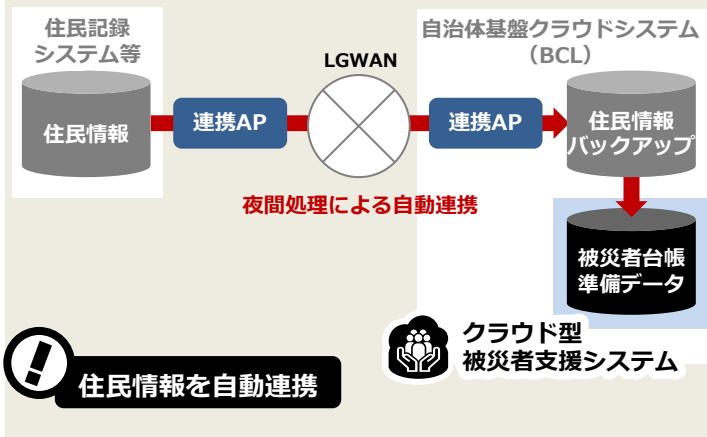 住民記録
システム等
住民情報
連携AP
LGWAN
連携AP
自治体基盤クラウドシステム
（BCL）
住民情報
バックアップ
夜間処理による自動連携
被災者台帳
準備データ
クラウド型
被災者支援システム
!
住民情報を自動連携